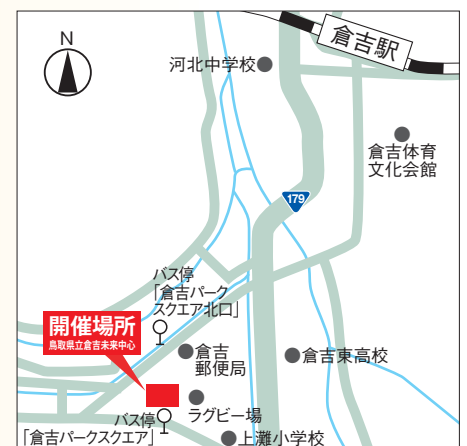 N
倉吉駅
河北中学校
倉吉体育
文化会館
179
バス停
「倉吉パーク
スクエア北口」
開催場所
鳥取県立倉吉未来中心
倉吉
郵便局
倉吉東高校
ラグビー場
バス停
「倉吉パークスクエア」
上灘小学校